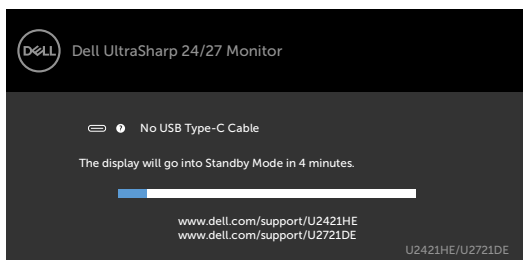 DELL
Dell UltraSharp 24/27 Monitor
? No USB Type-C Cable
The display will go into Standby Mode in 4 minutes.
www.dell.com/support/U2421HE
www.dell.com/support/U2721DE
U2421HE/U2721DE